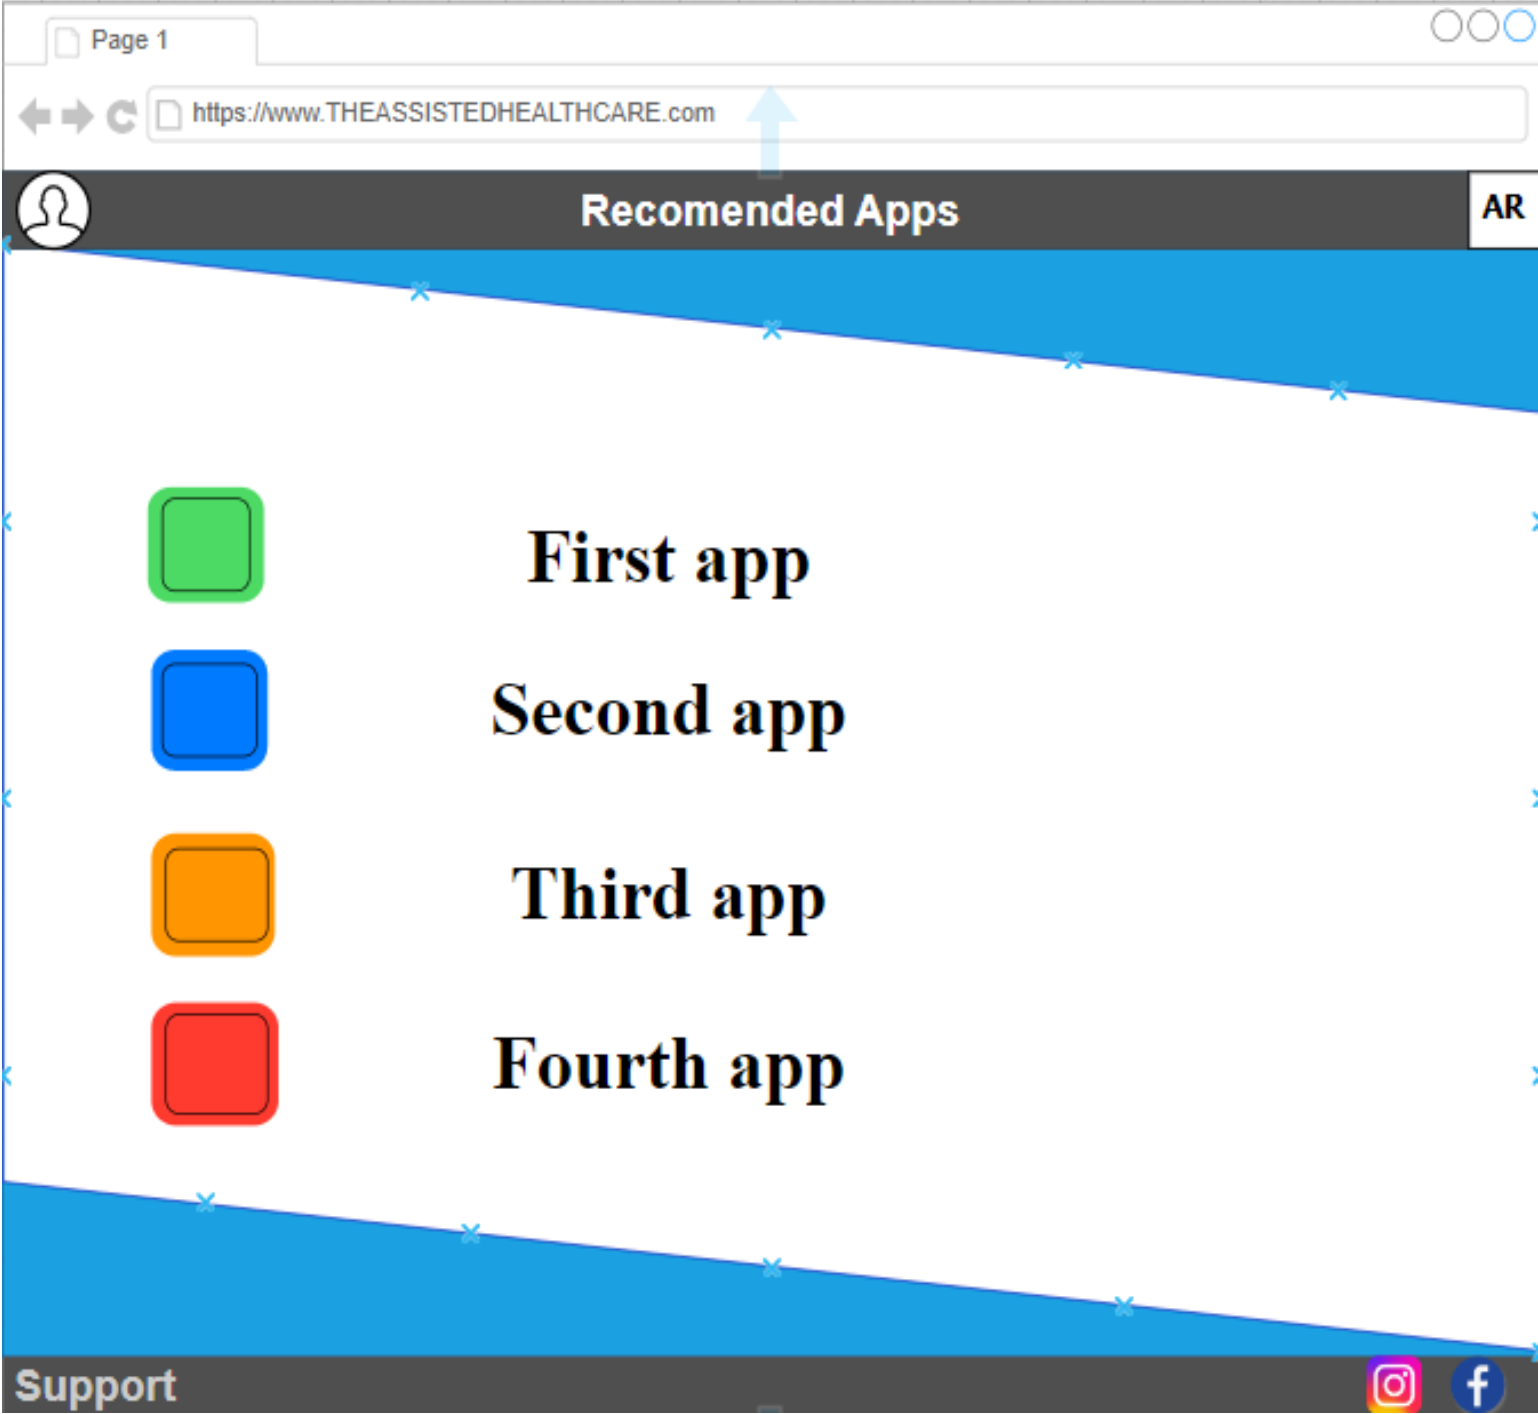 Page 1
https://www.THEASSISTEDHEALTHCARE.com
Recomended Apps
AR
First app
Second app
Third app
Fourth app
Support